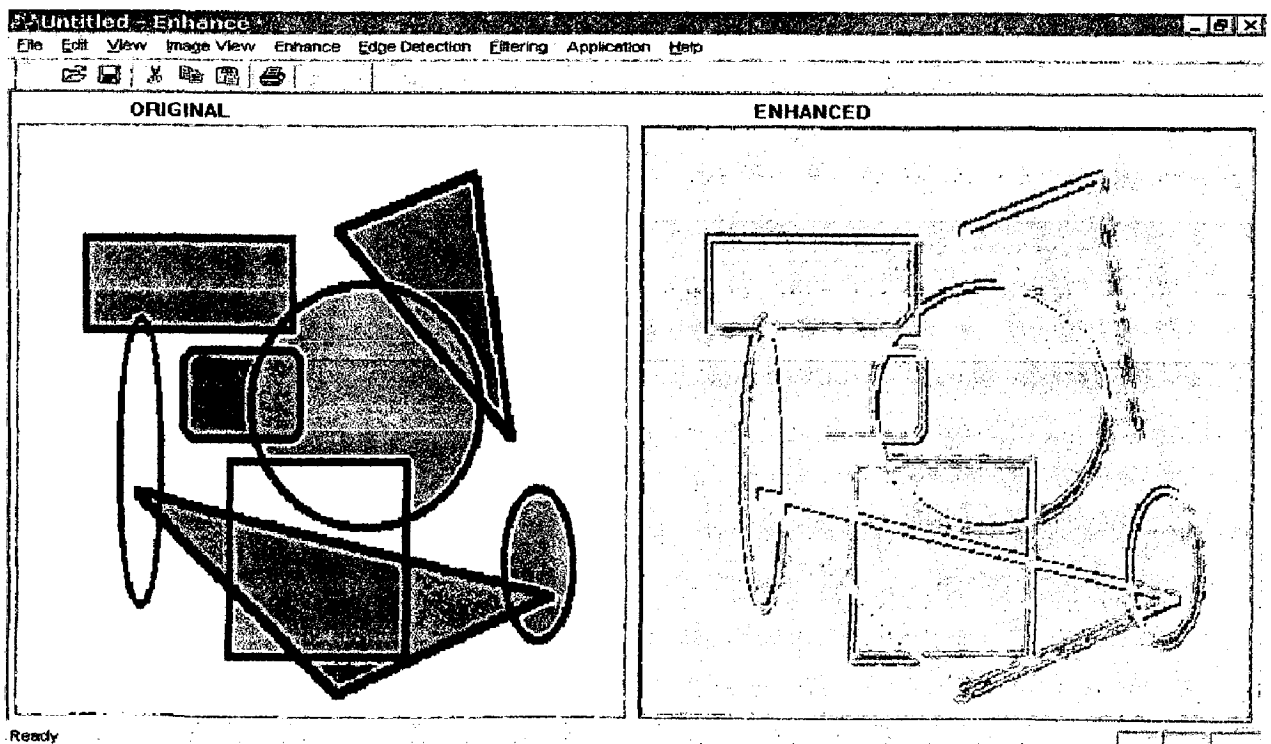 Untitled - Enhance
File Edit View Image View Enhance Edge Detection Filtering Application Help
ORIGINAL ENHANCED
Ready